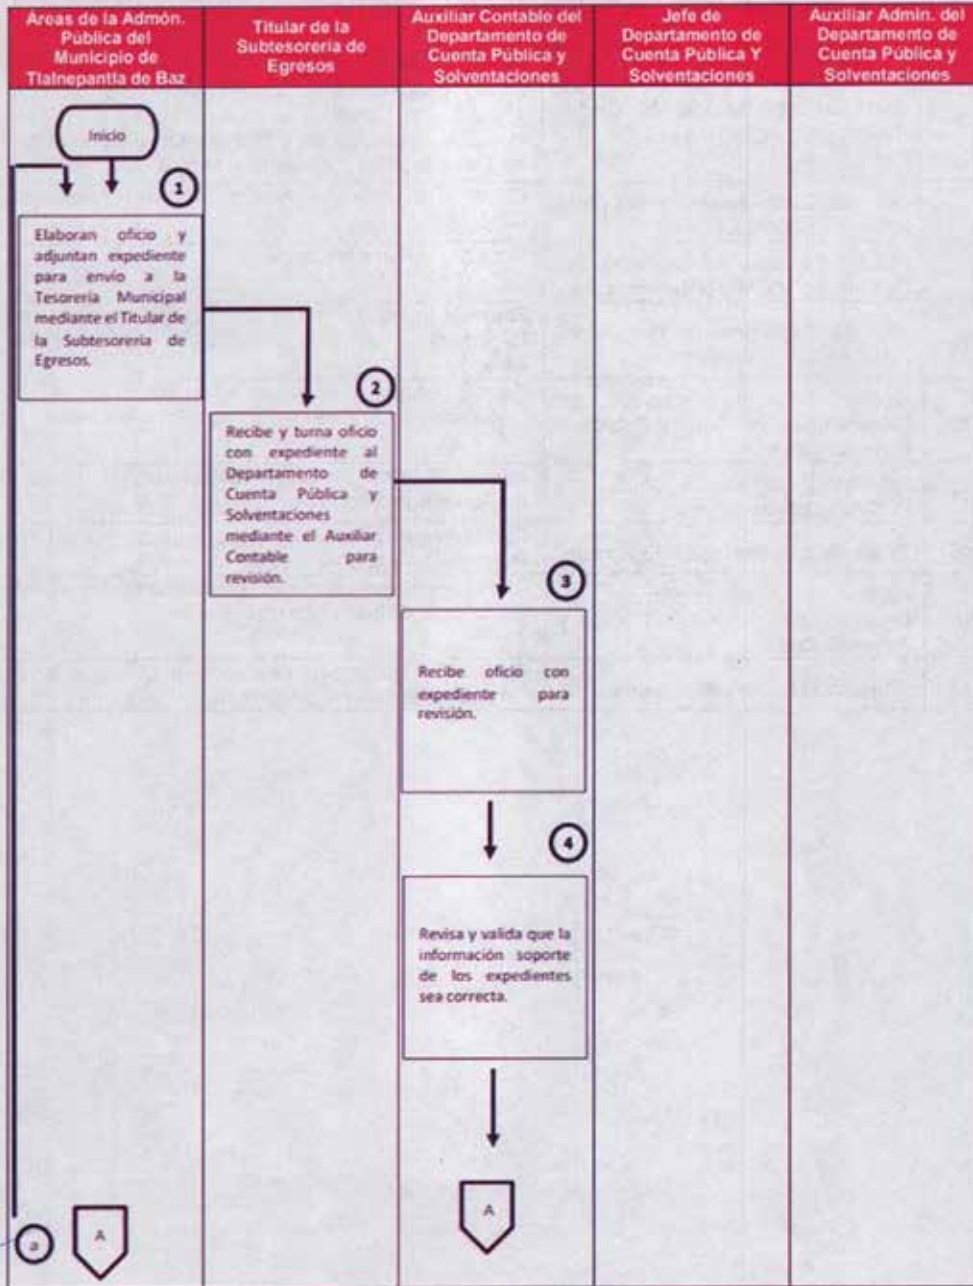 Áreas de la Admón.
Pública del
Municipio de
Tlalnepantla de Baz
Titular de la
Subtesorería de
Egresos
Auxiliar Contable del
Departamento de
Cuenta Pública y
Solventaciones
Jefe de
Departamento de
Cuenta Pública Y
Solventaciones
Auxiliar Admin. del
Departamento de
Cuenta Pública y
Solventaciones
Inicio
1
Elaboran oficio y
adjuntan expediente
para envío a la
Tesorería Municipal
mediante el Titular de
la Subtesorería de
Egresos.
2
Recibe y turna oficio
con expediente al
Departamento de
Cuenta Pública y
Solventaciones
mediante el Auxiliar
Contable para
revisión.
3
Recibe oficio con
expediente para
revisión.
4
Revisa y valida que la
información soporte
de los expedientes
sea correcta.
a
A
A